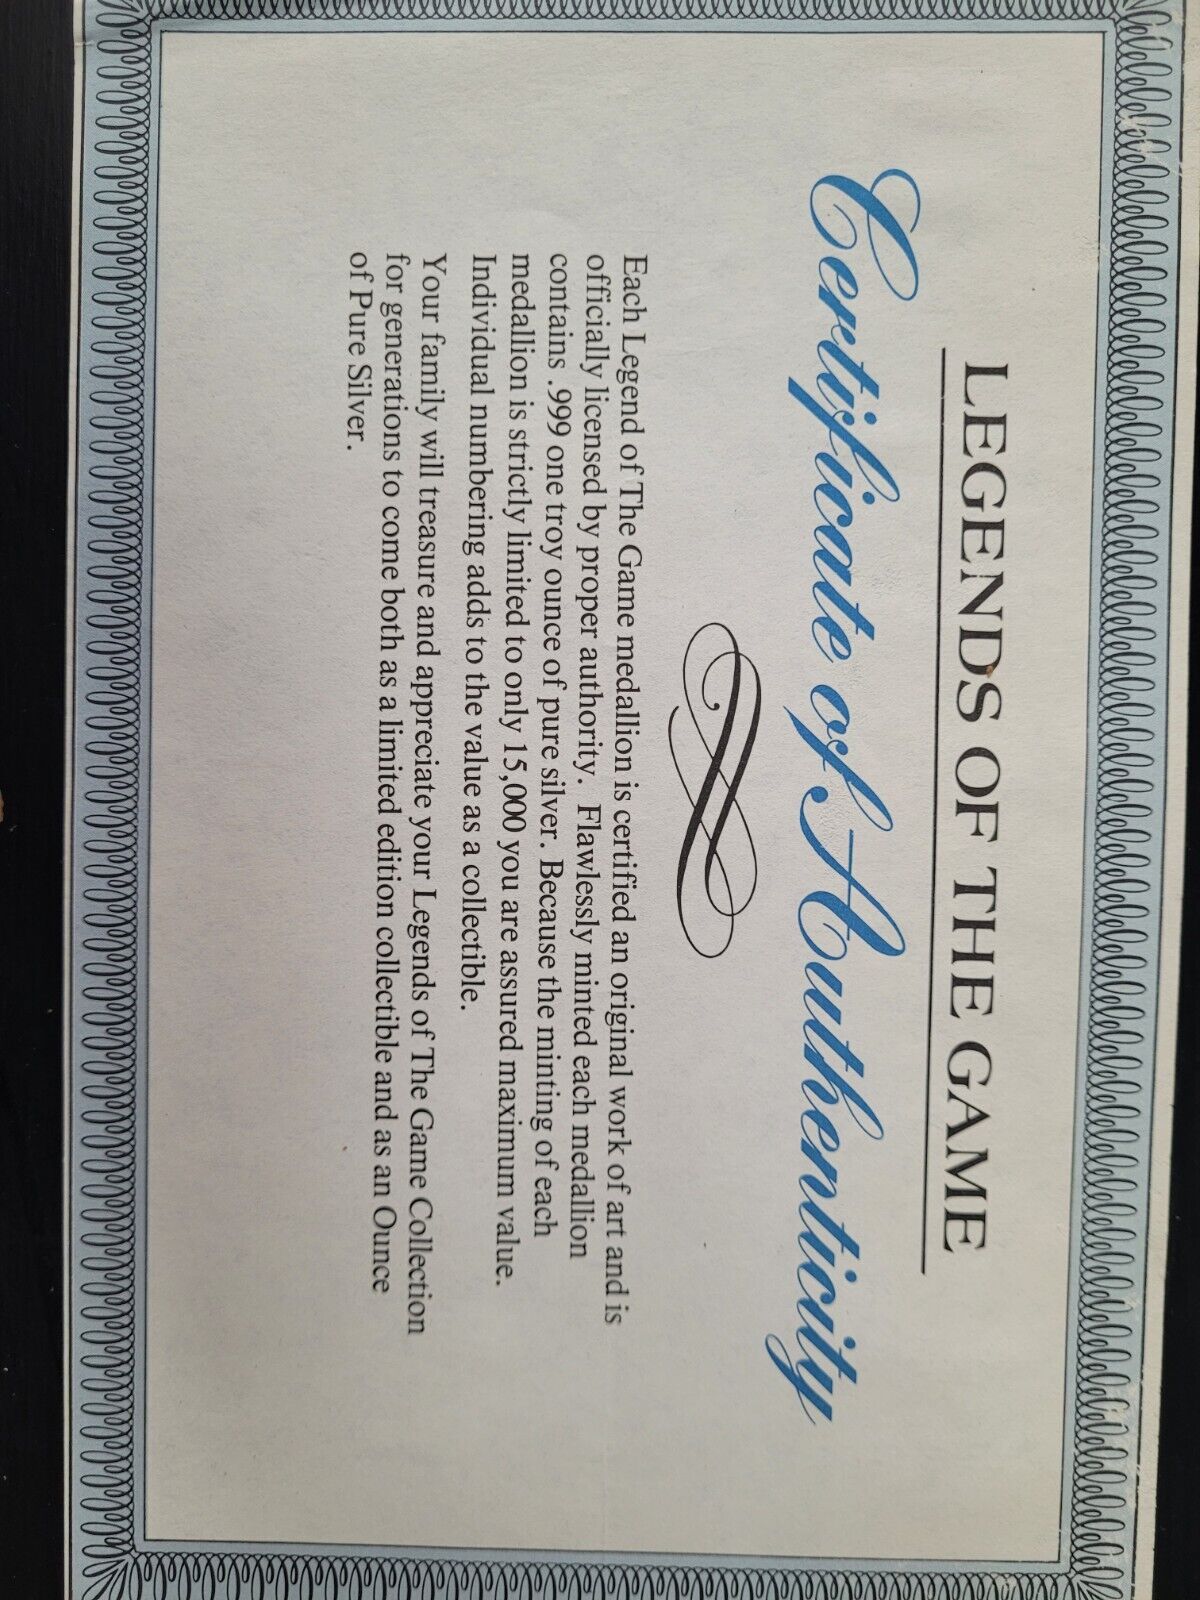 LEGENDS OF THE GAME
Certificate of Authenticity
Each Legend of The Game medallion is certified an original work of art and is
officially licensed by proper authority. Flawlessly minted each medallion
contains .999 one troy ounce of pure silver. Because the minting of each
medallion is strictly limited to only 15,000 you are assured maximum value.
Individual numbering adds to the value as a collectible.
Your family will treasure and appreciate your Legends of The Game Collection
for generations to come both as a limited edition collectible and as an Ounce
of Pure Silver.